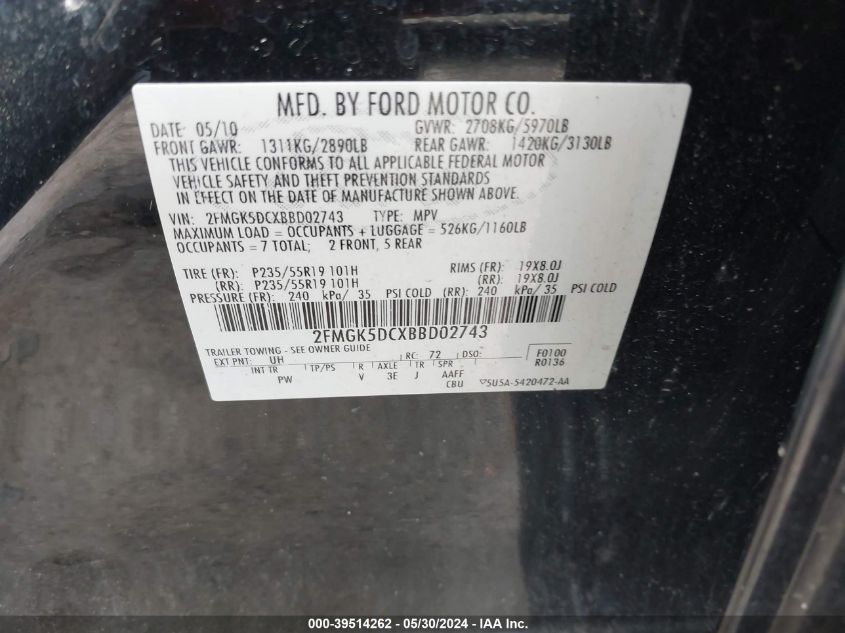 MFD. BY FORD MOTOR CO.
DATE: 05/10 GVWR: 2708KG/5970LB
FRONT GAWR: 1311KG/2890LB REAR GAWR: 1420KG/3130LB
THIS VEHICLE CONFORMS TO ALL APPLICABLE FEDERAL MOTOR
VEHICLE SAFETY AND THEFT PREVENTION STANDARDS
IN EFFECT ON THE DATE OF MANUFACTURE SHOWN ABOVE.
VIN: 2FMGK5DCXBBD02743 TYPE: MPV
MAXIMUM LOAD = OCCUPANTS + LUGGAGE = 526KG/1160LB
OCCUPANTS = 7 TOTAL; 2 FRONT, 5 REAR
TIRE (FR): P235/55R19 101H RIMS (FR): 19X8.0J
(RR): P235/55R19 101H (RR): 19X8.0J
PRESSURE (FR): 240 kPa/ 35 PSI COLD (RR): 240 kPa/ 35 PSI COLD
2FMGK5DCXBBD02743
TRAILER TOWING - SEE OWNER GUIDE
EXT PNT: UH RC: 72 DSO: F0100
R0136
INT TR TP/PS R AXLE TR SPR
PW V 3E J AAFF
CBU 5U5A-5420472-AA
000-39514262 - 05/30/2024 - IAA Inc.